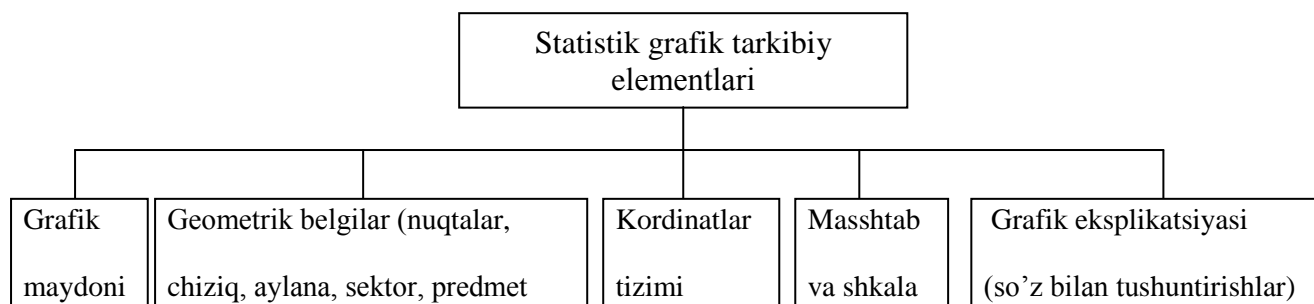 Statistik grafik tarkibiy
elementlari
Grafik
maydoni
Geometrik belgilar (nuqtalar,
chiziq, aylana, sektor, predmet
Kordinatlar
tizimi
Masshtab
va shkala
Grafik eksplikatsiyasi
(so’z bilan tushuntirishlar)